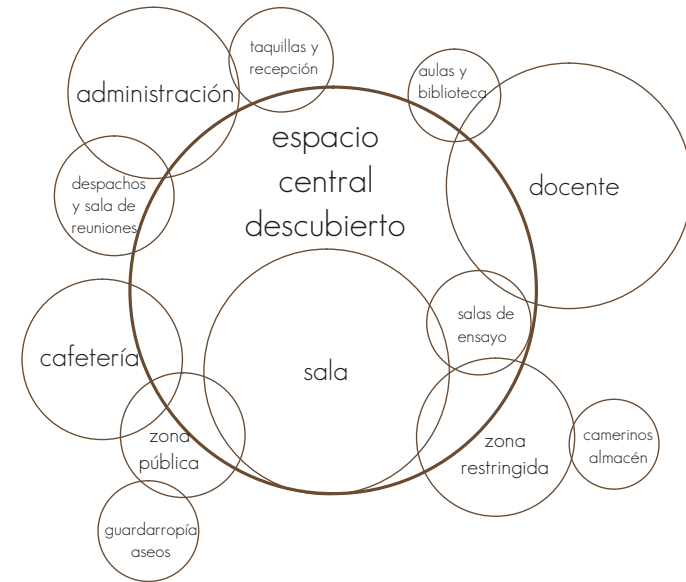 taquillas y
recepción
administración
aulas y
biblioteca
espacio
central
descubierto
docente
despachos
y sala de
reuniones
salas de
ensayo
cafetería
sala
zona
pública
zona
restringida
camerinos
almacén
guardarropía
aseos